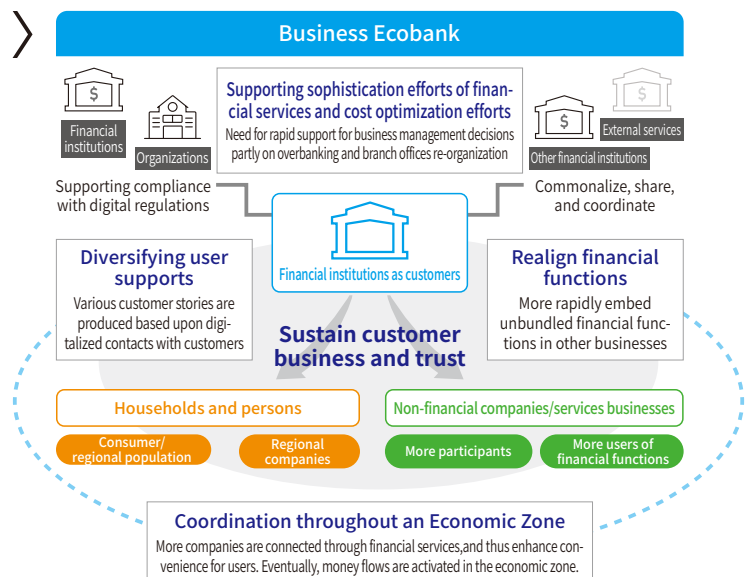 Business Ecobank
Supporting sophistication efforts of finan-
cial services and cost optimization efforts
Need for rapid support for business management decisions
partly on overbanking and branch offices re-organization
$
Financial
institutions
Organizations
$
External services
$
Other financial institutions
Supporting compliance
with digital regulations
Commonalize, share,
and coordinate
Financial institutions as customers
Diversifying user
supports
Various customer stories are
produced based upon digi-
talized contacts with customers
Realign financial
functions
More rapidly embed
unbundled financial func-
tions in other businesses
Sustain customer
business and trust
Households and persons
Consumer/
regional population
Regional
companies
Non-financial companies/services businesses
More participants
More users of
financial functions
Coordination throughout an Economic Zone
More companies are connected through financial services,and thus enhance con-
venience for users. Eventually, money flows are activated in the economic zone.